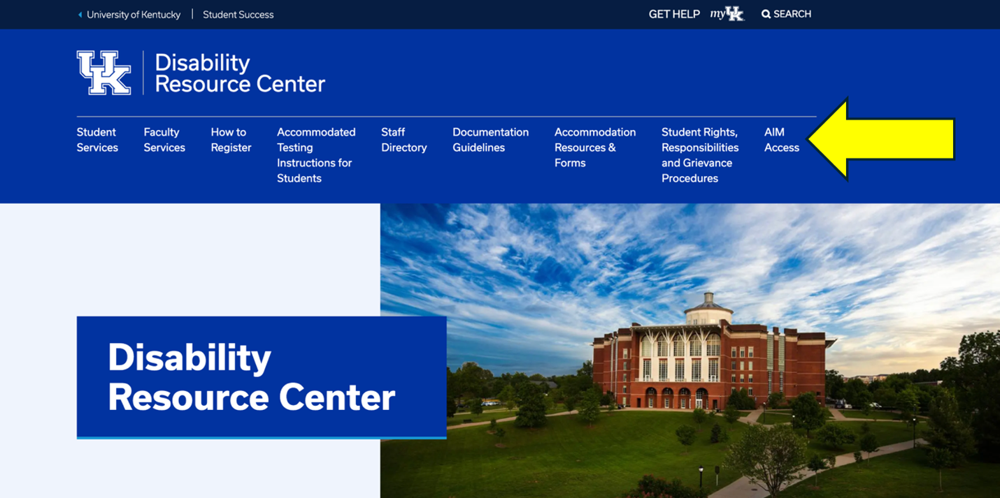 University of Kentucky | Student Success
GET HELP myUK SEARCH
UK | Disability
Resource Center
Student
Services
Faculty
Services
How to
Register
Accommodated
Testing
Instructions for
Students
Staff
Directory
Documentation
Guidelines
Accommodation
Resources &
Forms
Student Rights,
Responsibilities
and Grievance
Procedures
AIM
Access
Disability
Resource Center